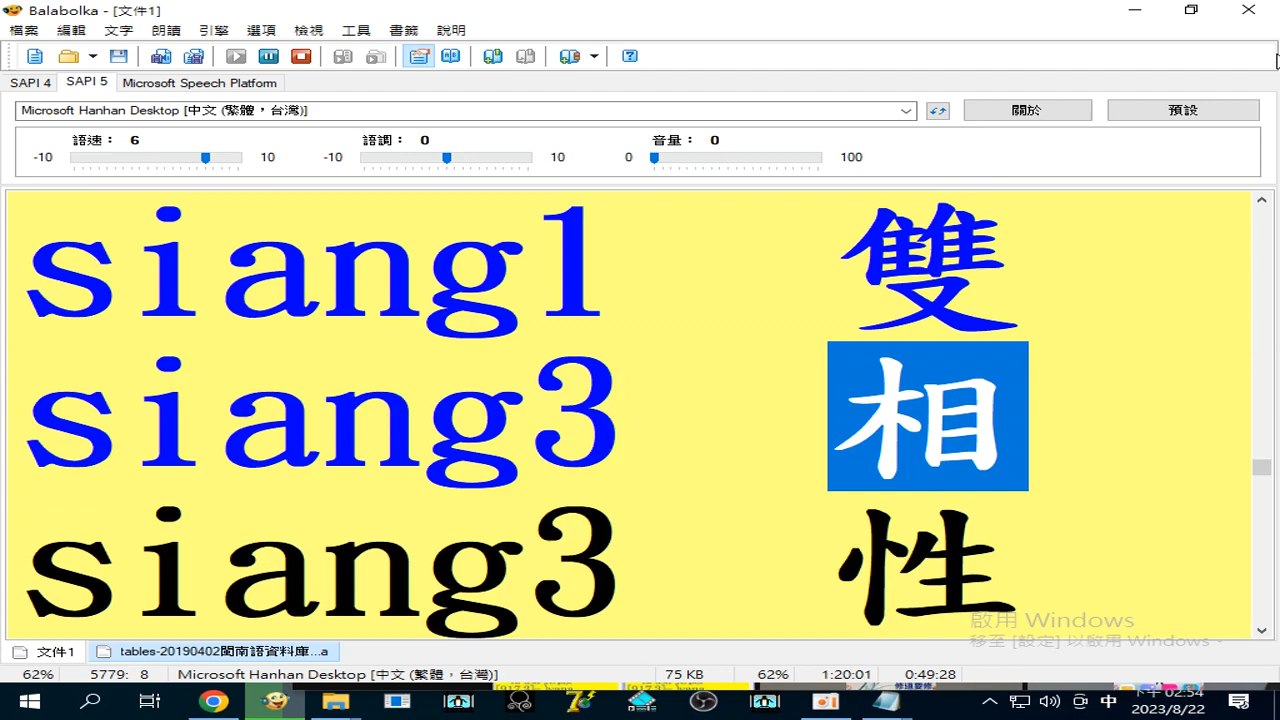 Balabolka - [文件1]
檔案 編輯 文字 朗讀 引擎 選項 檢視 工具 書籤 說明
SAPI 4 SAPI 5 Microsoft Speech Platform
Microsoft Hanhan Desktop [中文 (繁體，台灣)] 關於 預設
語速： 6 語調： 0 音量： 0
-10 10 -10 10 0 100
siang1 雙
siang3 相
siang3 性
啟用 Windows
移至 [設定] 以啟用 Windows。
文件1 tables-20190402閩南語資料庫...a
62% 5779: 8 Microsoft Hanhan Desktop [中文 (繁體，台灣)] 75 KB 62% 1:20:01 0:49:28
中 下午 02:54
2023/8/22